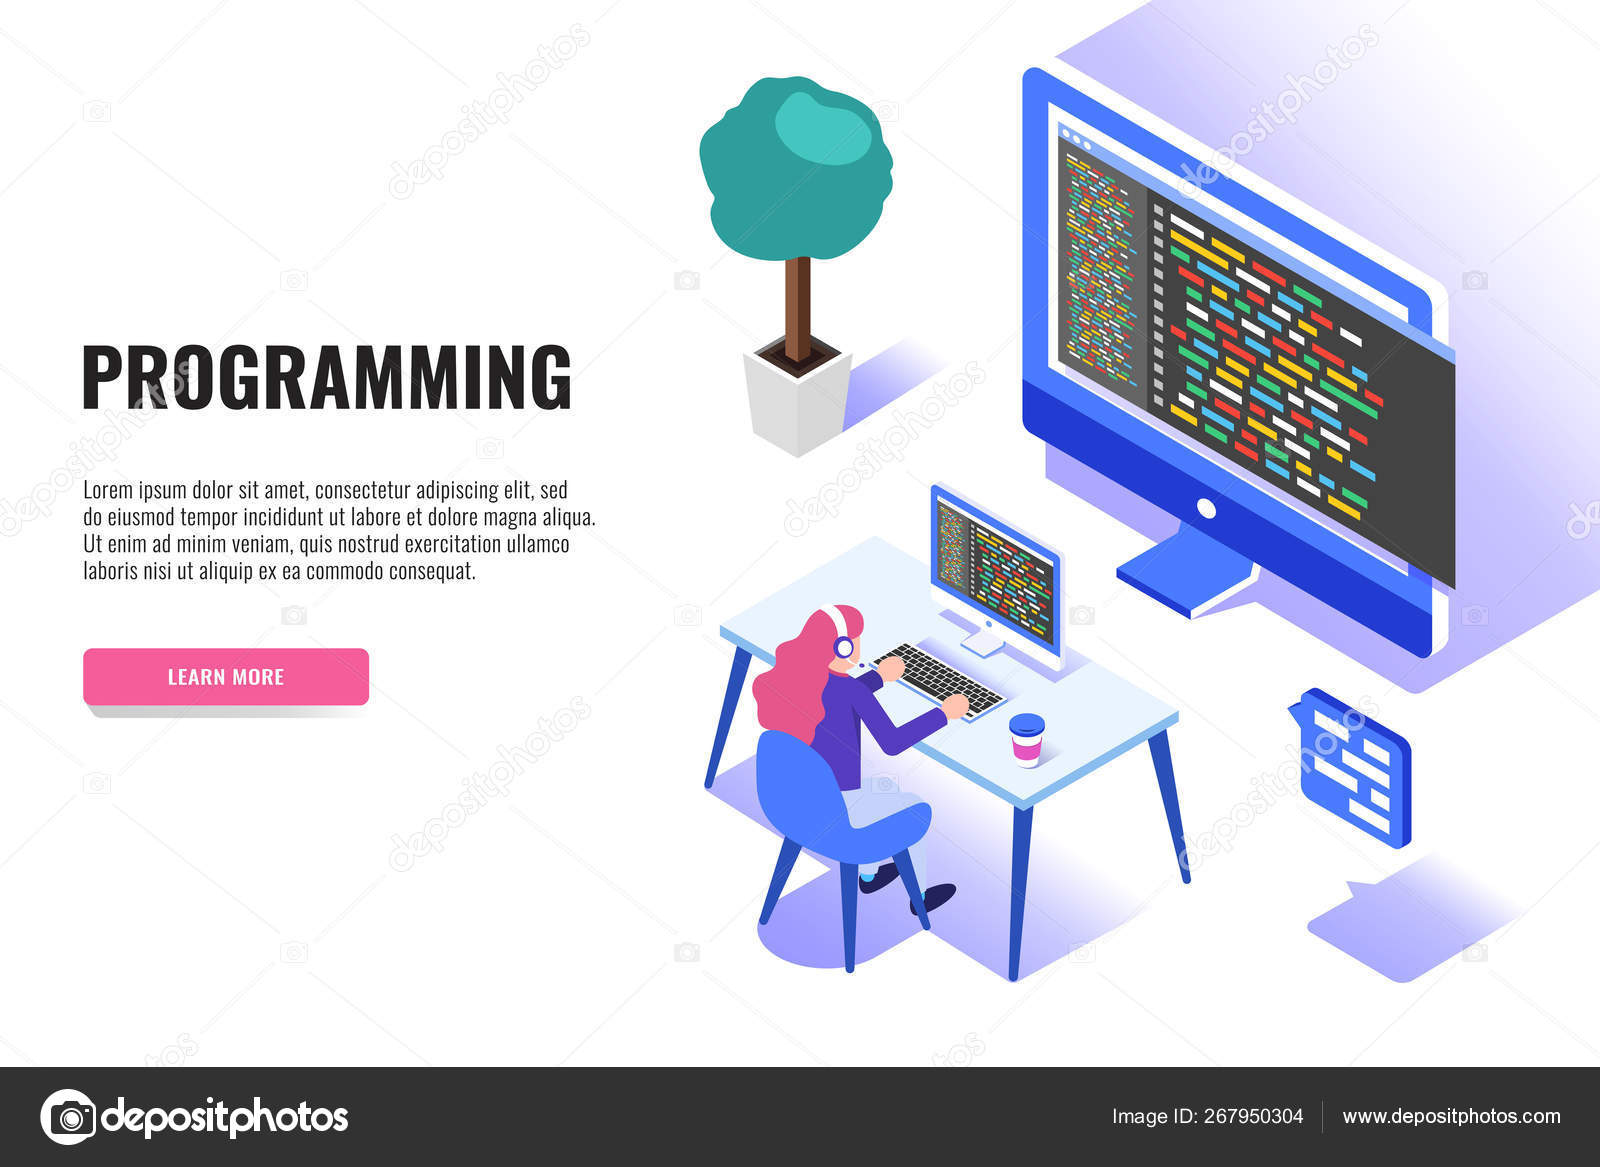 PROGRAMMING
Lorem ipsum dolor sit amet, consectetur adipiscing elit, sed
do eiusmod tempor incididunt ut labore et dolore magna aliqua.
Ut enim ad minim veniam, quis nostrud exercitation ullamco
laboris nisi ut aliquip ex ea commodo consequat.
LEARN MORE
depositphotos
Image ID: 267950304
www.depositphotos.com